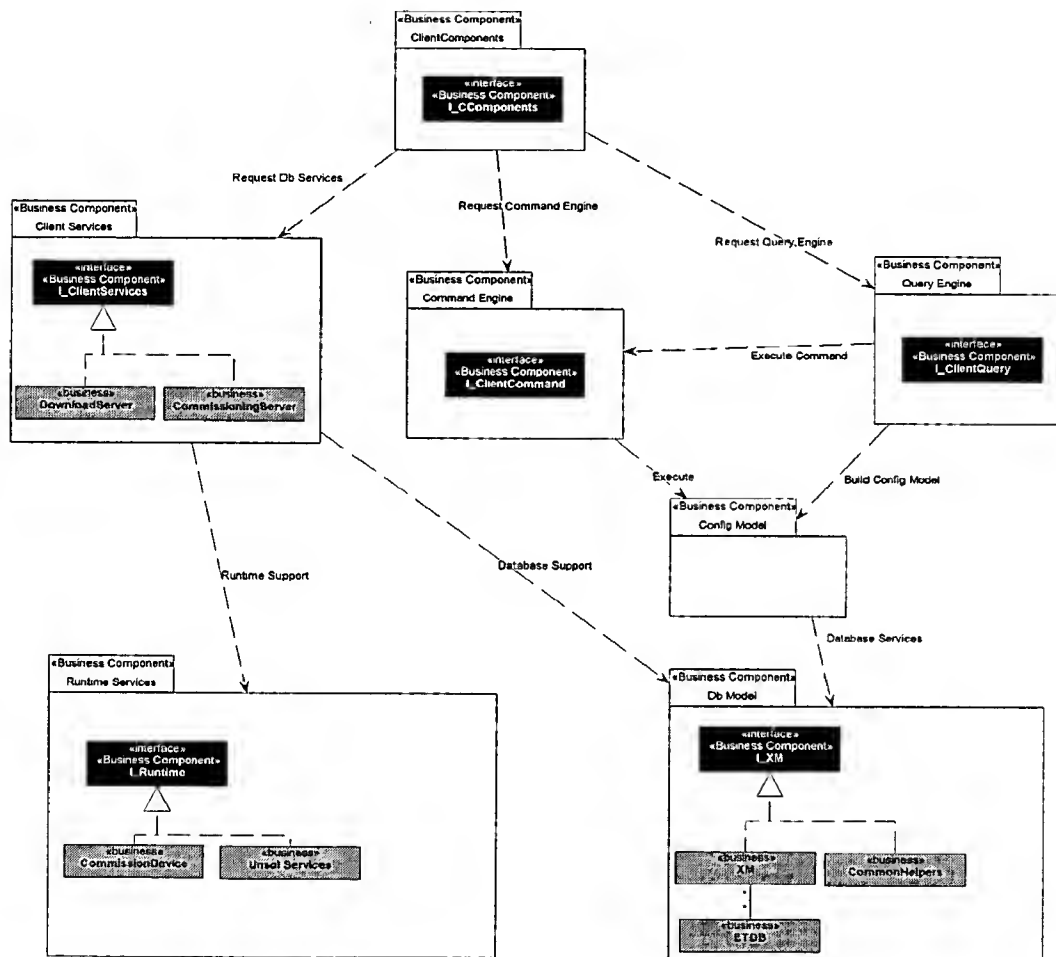 «Business Component»
ClientComponents
«interface»
«Business Component»
I_CComponents
Request Db Services
Request Command Engine
Request Query Engine
«Business Component»
Client Services
«interface»
«Business Component»
I_ClientServices
«business»
DownloadServer
«business»
CommissioningServer
«Business Component»
Command Engine
«interface»
«Business Component»
I_ClientCommand
Execute Command
«Business Component»
Query Engine
«interface»
«Business Component»
I_ClientQuery
Execute
Build Config Model
«Business Component»
Config Model
Runtime Support
Database Support
Database Services
«Business Component»
Runtime Services
«interface»
«Business Component»
I_Runtime
«business»
CommissionDevice
«business»
Unsol Services
«Business Component»
Db Model
«interface»
«Business Component»
I_XM
«business»
XM
«business»
CommonHelpers
«business»
ETDB